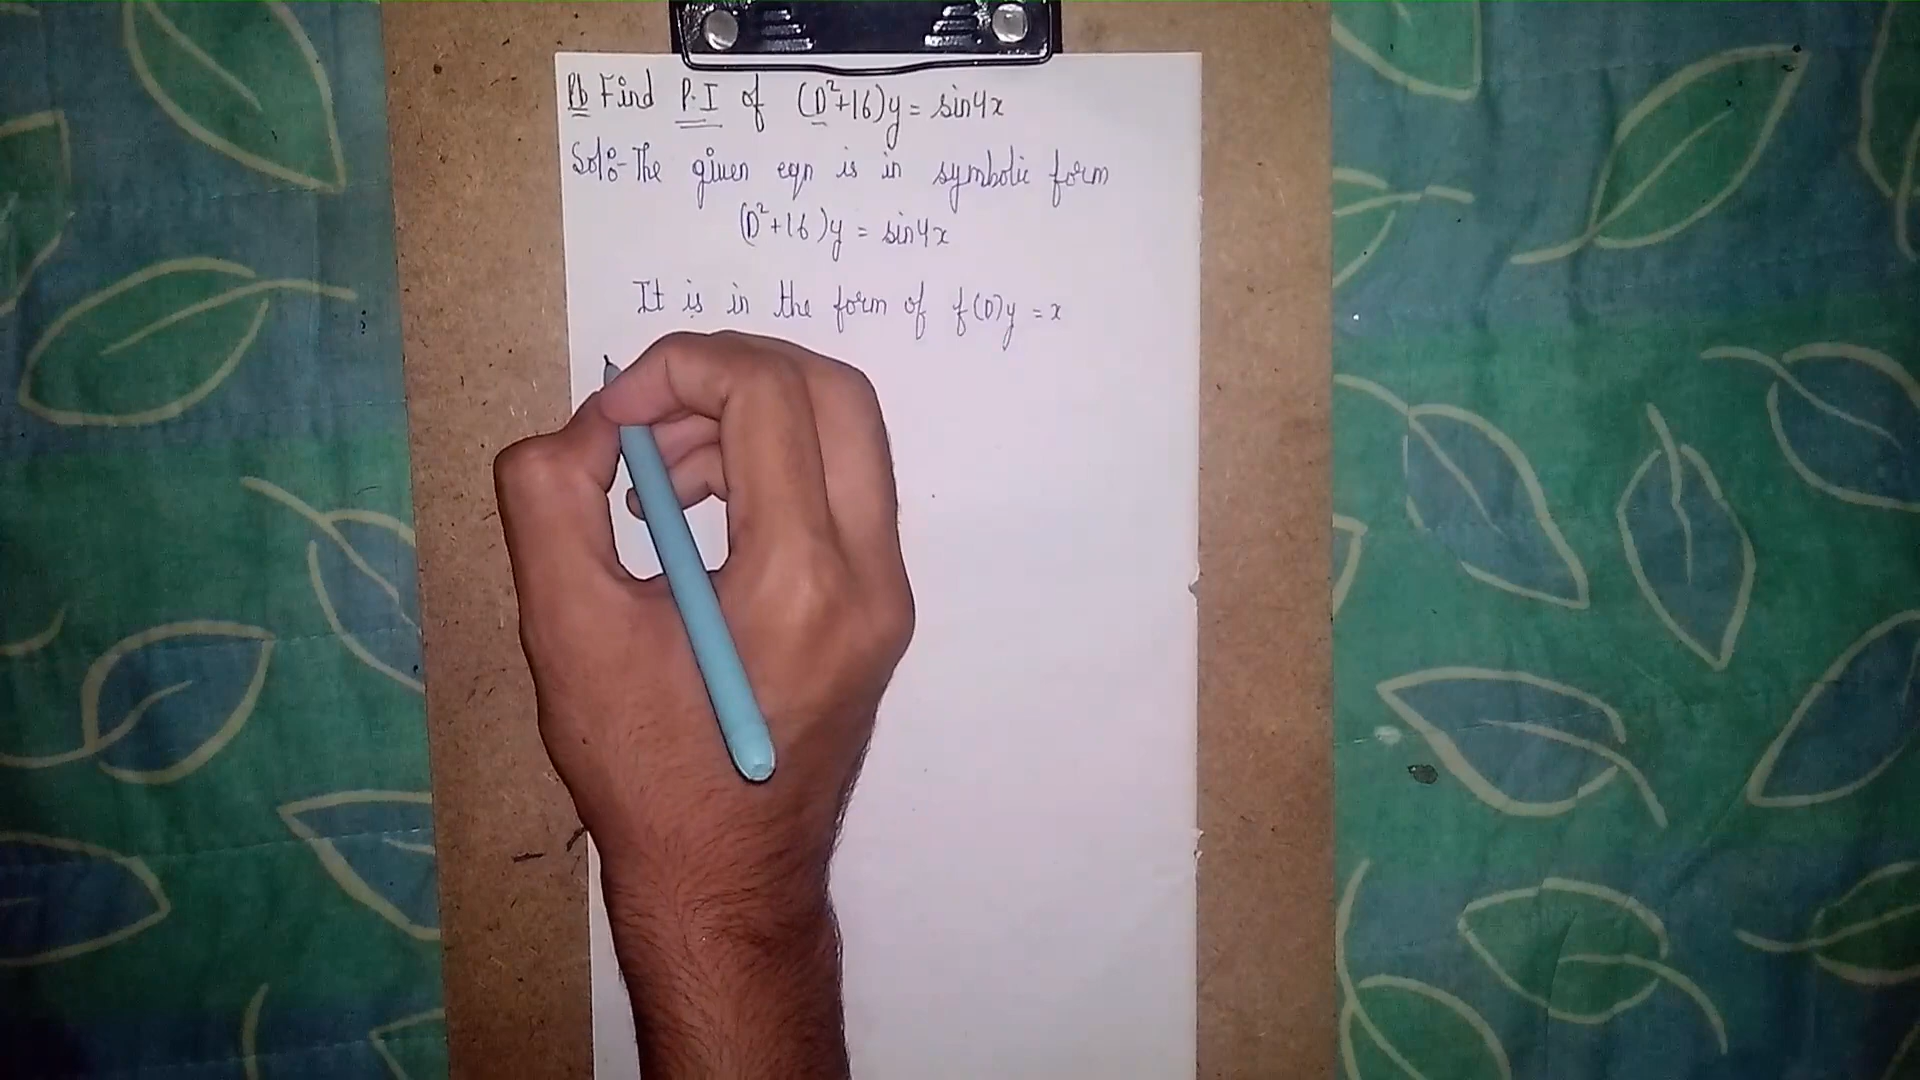 Pb Find P.I of (D²+16)y = sin4x
Sol:- The given eqn is in symbolic form
(D²+16)y = sin4x
It is in the form of f(D)y = x